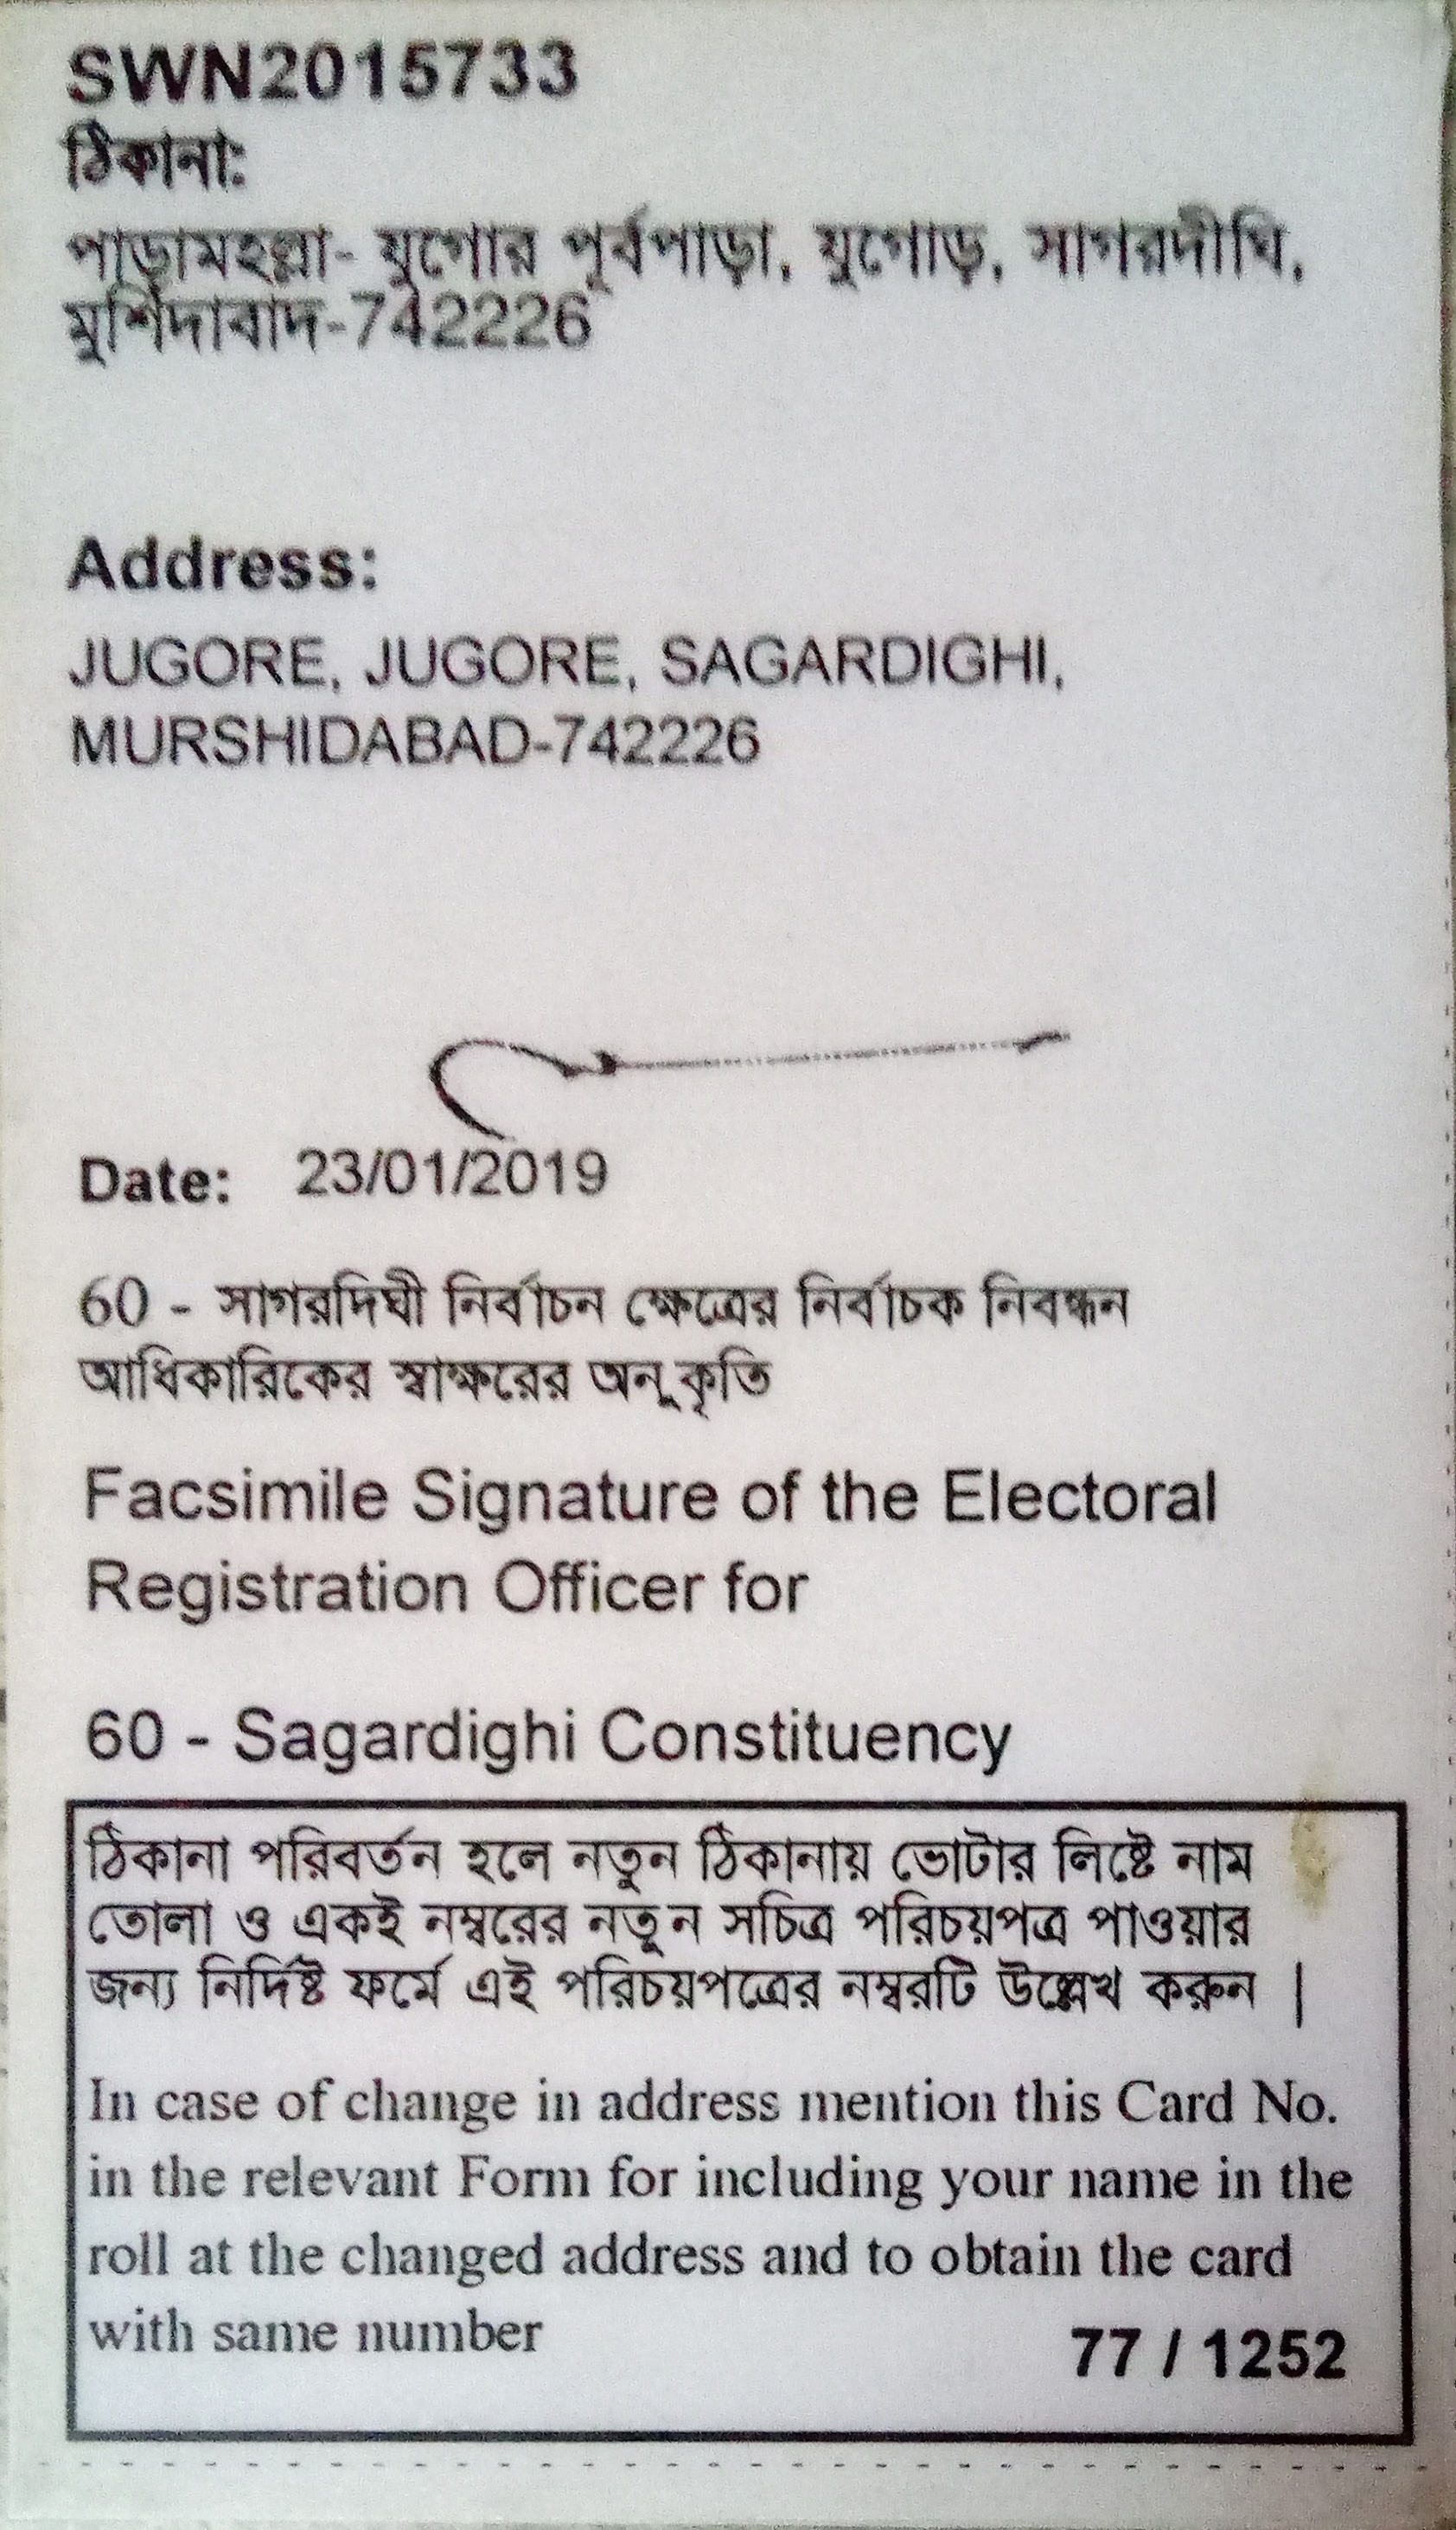 SWN2015733
ঠিকানা:
পাড়ামহল্লা- যুগোর পূর্বপাড়া, যুগোড়, সাগরদীঘি,
মুর্শিদাবাদ-742226
Address:
JUGORE, JUGORE, SAGARDIGHI,
MURSHIDABAD-742226
Date: 23/01/2019
60 - সাগরদিঘী নির্বাচন ক্ষেত্রের নির্বাচক নিবন্ধন
আধিকারিকের স্বাক্ষরের অনুকৃতি
Facsimile Signature of the Electoral
Registration Officer for
60 - Sagardighi Constituency
ঠিকানা পরিবর্তন হলে নতুন ঠিকানায় ভোটার লিষ্টে নাম
তোলা ও একই নম্বরের নতুন সচিত্র পরিচয়পত্র পাওয়ার
জন্য নির্দিষ্ট ফর্মে এই পরিচয়পত্রের নম্বরটি উল্লেখ করুন |
In case of change in address mention this Card No.
in the relevant Form for including your name in the
roll at the changed address and to obtain the card
with same number
77 / 1252